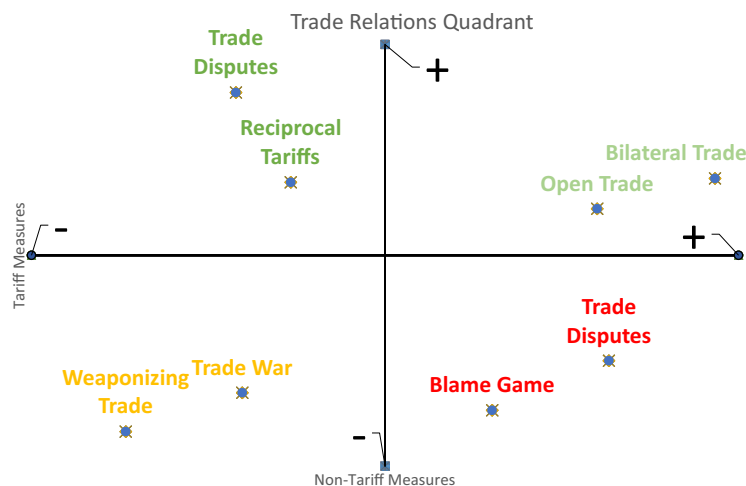 Trade Relations Quadrant
Trade
Disputes
+
Reciprocal
Tariffs
Bilateral Trade
Open Trade
-
+
Tariff Measures
Trade
Disputes
Weaponizing
Trade
Trade War
Blame Game
-
Non-Tariff Measures